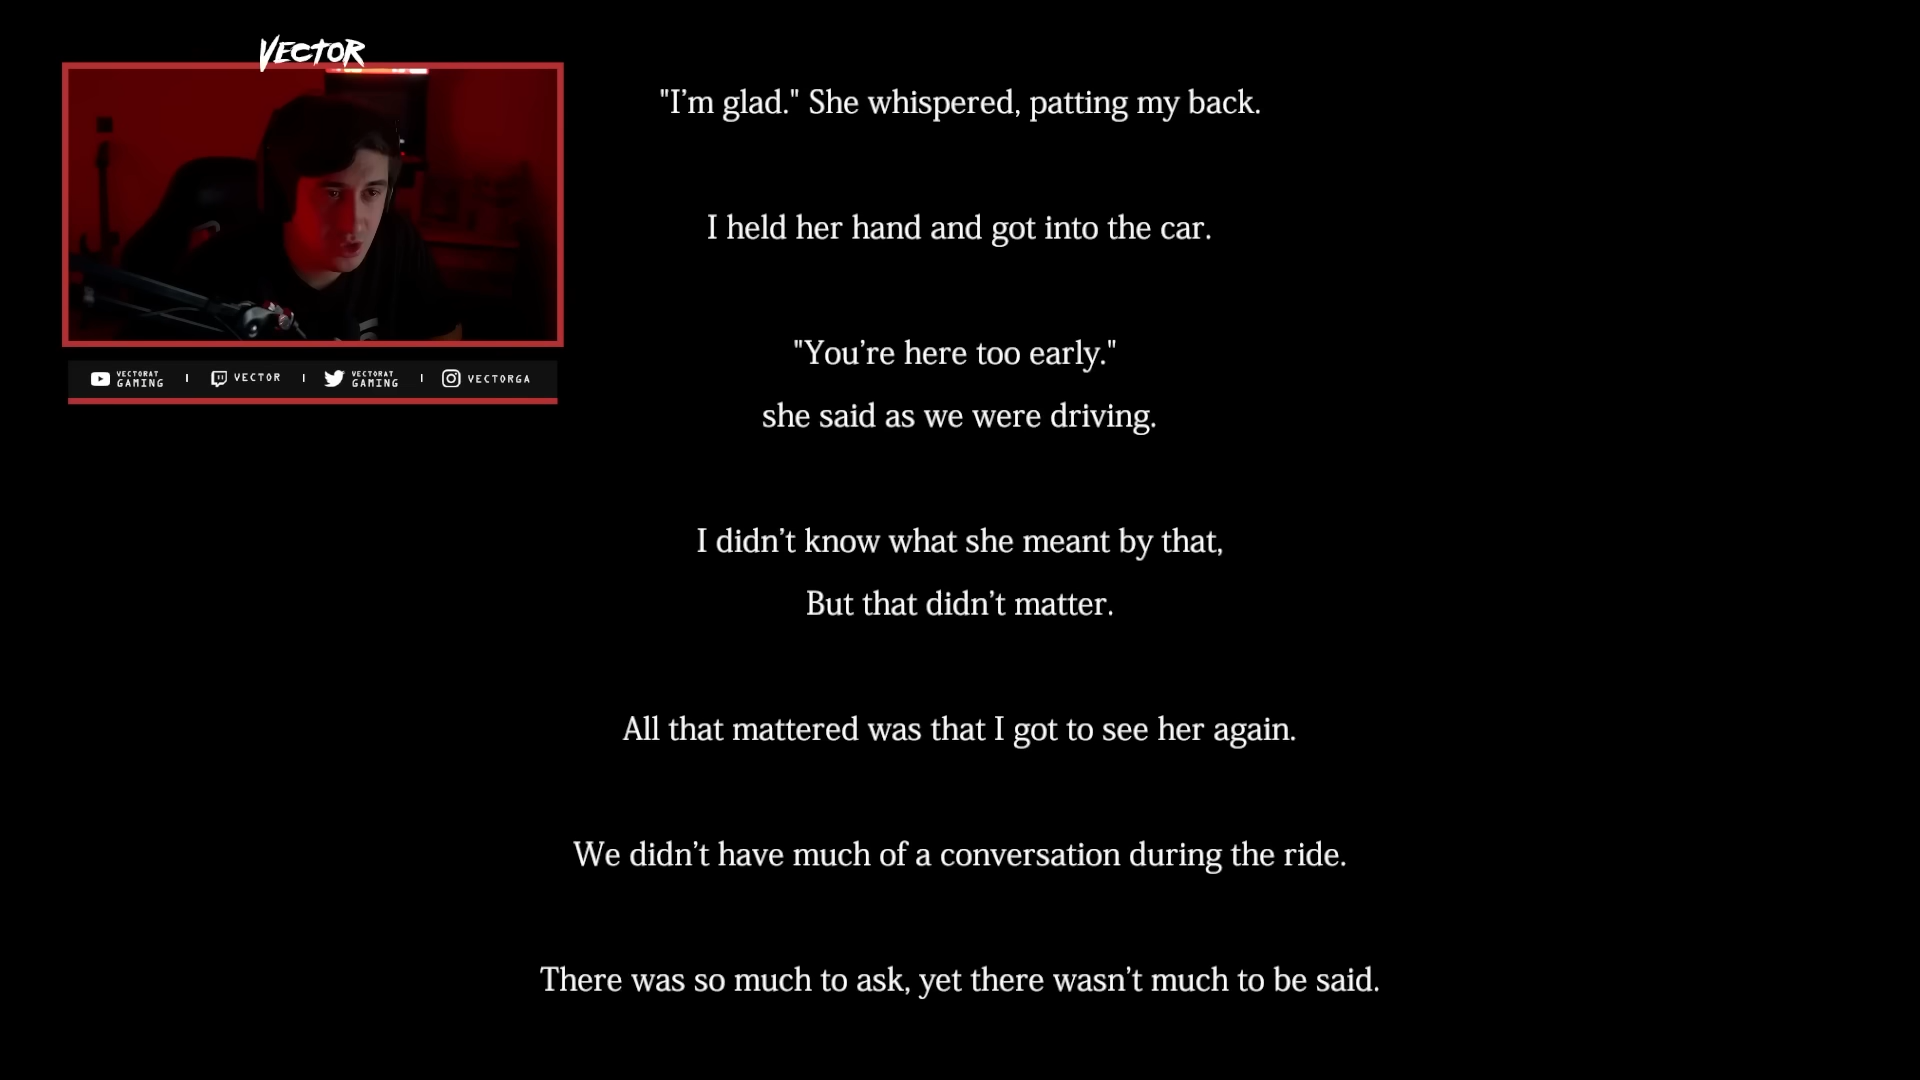 VECTOR
"I'm glad." She whispered, patting my back.
I held her hand and got into the car.
"You're here too early."
she said as we were driving.
VECTORAT GAMING | VECTOR | VECTORAT GAMING | VECTORGA
I didn't know what she meant by that,
But that didn't matter.
All that mattered was that I got to see her again.
We didn't have much of a conversation during the ride.
There was so much to ask, yet there wasn't much to be said.